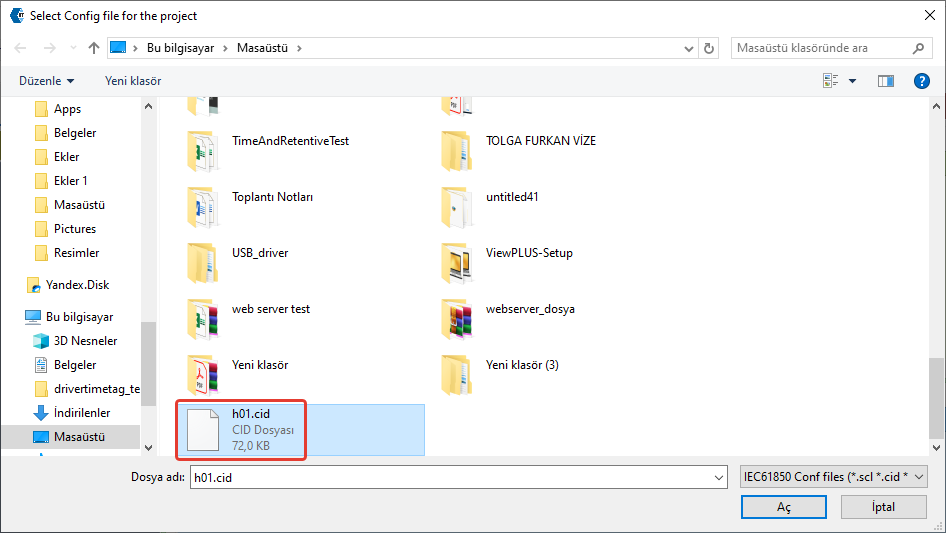 Select Config file for the project
Bu bilgisayar
Masaüstü
Masaüstü klasöründe ara
Düzenle
Yeni klasör
Apps
Belgeler
Ekler
Ekler 1
Masaüstü
Pictures
Resimler
Yandex.Disk
Bu bilgisayar
3D Nesneler
Belgeler
drivertimetag_te
İndirilenler
Masaüstü
TimeAndRetentiveTest
TOLGA FURKAN VİZE
Toplantı Notları
untitled41
USB_driver
ViewPLUS-Setup
web server test
webserver_dosya
Yeni klasör
Yeni klasör (3)
h01.cid
CID Dosyası
72,0 KB
Dosya adı:
h01.cid
IEC61850 Conf files (*.scl *.cid *
Aç
İptal